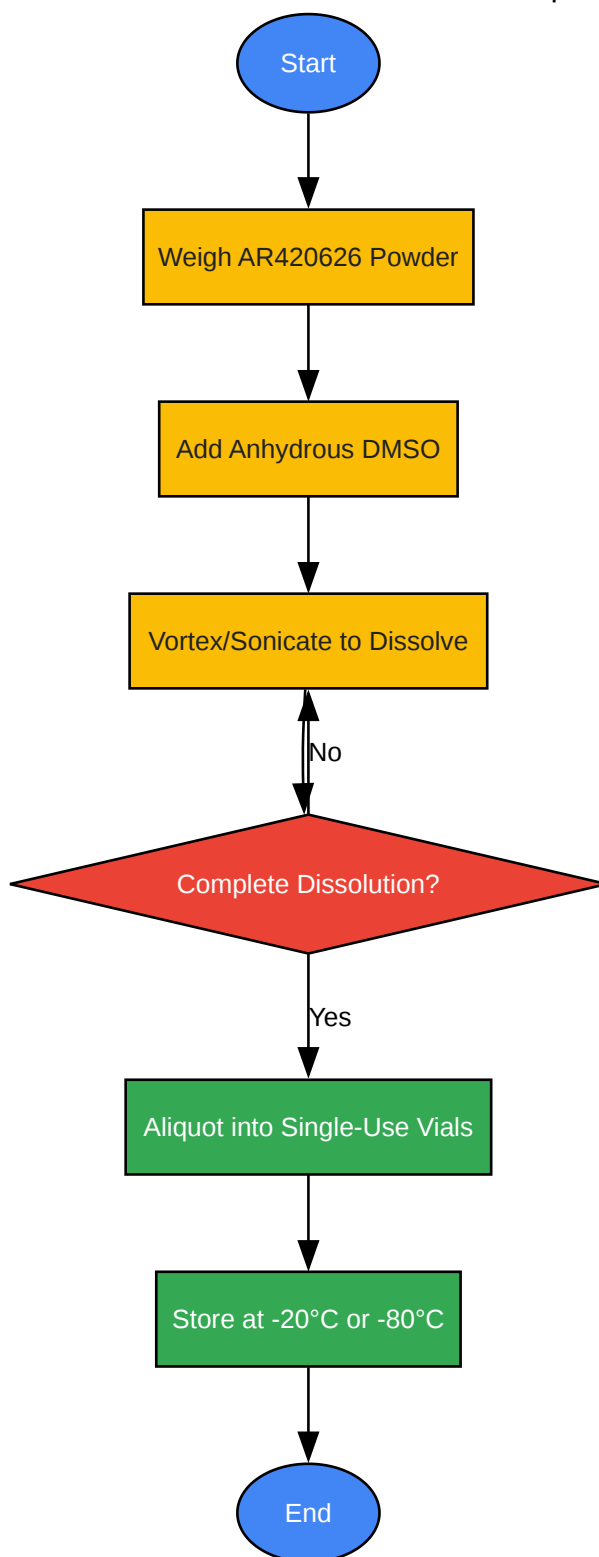 Start
Weigh AR420626 Powder
Add Anhydrous DMSO
Vortex/Sonicate to Dissolve
No
Complete Dissolution?
Yes
Aliquot into Single-Use Vials
Store at -20°C or -80°C
End